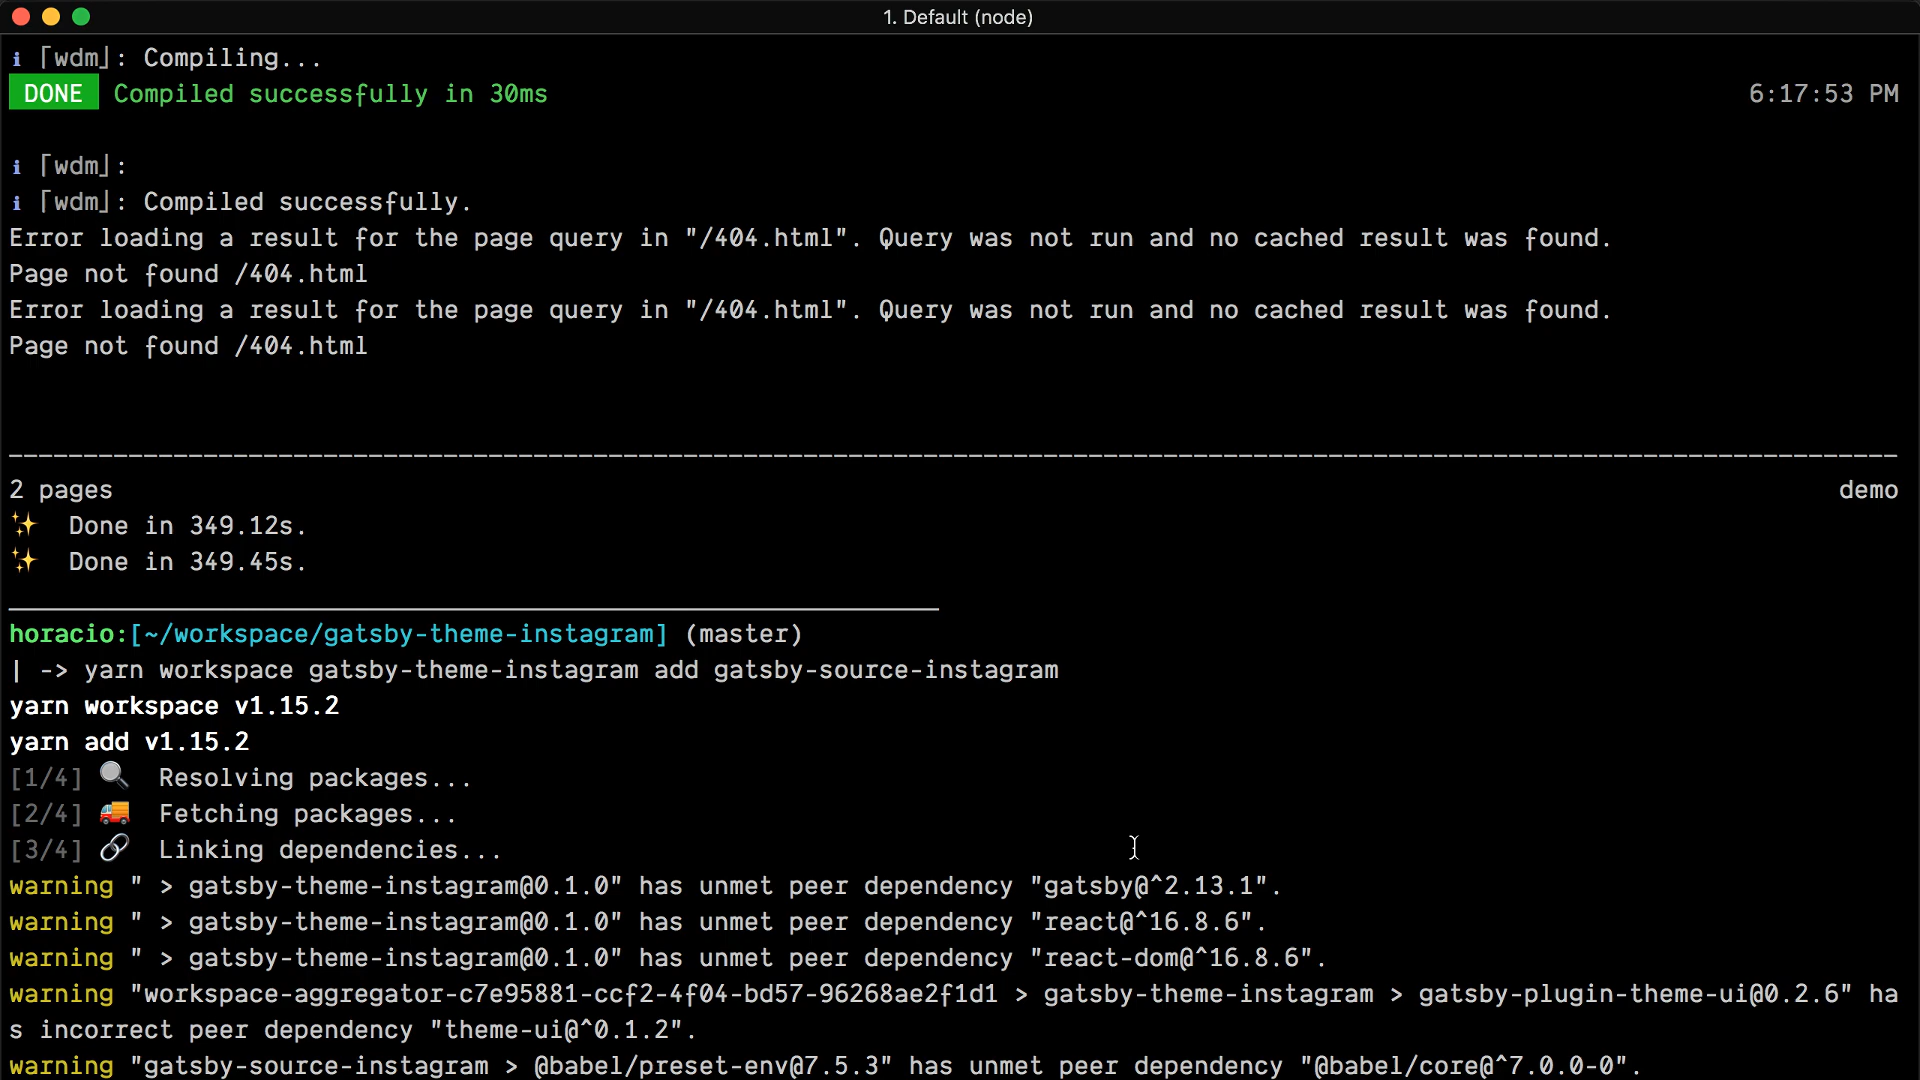 1. Default (node)
ℹ ｢wdm｣: Compiling...
DONE Compiled successfully in 30ms 6:17:53 PM
ℹ ｢wdm｣:
ℹ ｢wdm｣: Compiled successfully.
Error loading a result for the page query in "/404.html". Query was not run and no cached result was found.
Page not found /404.html
Error loading a result for the page query in "/404.html". Query was not run and no cached result was found.
Page not found /404.html
2 pages demo
✨ Done in 349.12s.
✨ Done in 349.45s.
horacio:[~/workspace/gatsby-theme-instagram] (master)
| -> yarn workspace gatsby-theme-instagram add gatsby-source-instagram
yarn workspace v1.15.2
yarn add v1.15.2
[1/4] 🔍 Resolving packages...
[2/4] 🚚 Fetching packages...
[3/4] 🔗 Linking dependencies...
warning " > gatsby-theme-instagram@0.1.0" has unmet peer dependency "gatsby@^2.13.1".
warning " > gatsby-theme-instagram@0.1.0" has unmet peer dependency "react@^16.8.6".
warning " > gatsby-theme-instagram@0.1.0" has unmet peer dependency "react-dom@^16.8.6".
warning "workspace-aggregator-c7e95881-ccf2-4f04-bd57-96268ae2f1d1 > gatsby-theme-instagram > gatsby-plugin-theme-ui@0.2.6" ha
s incorrect peer dependency "theme-ui@^0.1.2".
warning "gatsby-source-instagram > @babel/preset-env@7.5.3" has unmet peer dependency "@babel/core@^7.0.0-0".